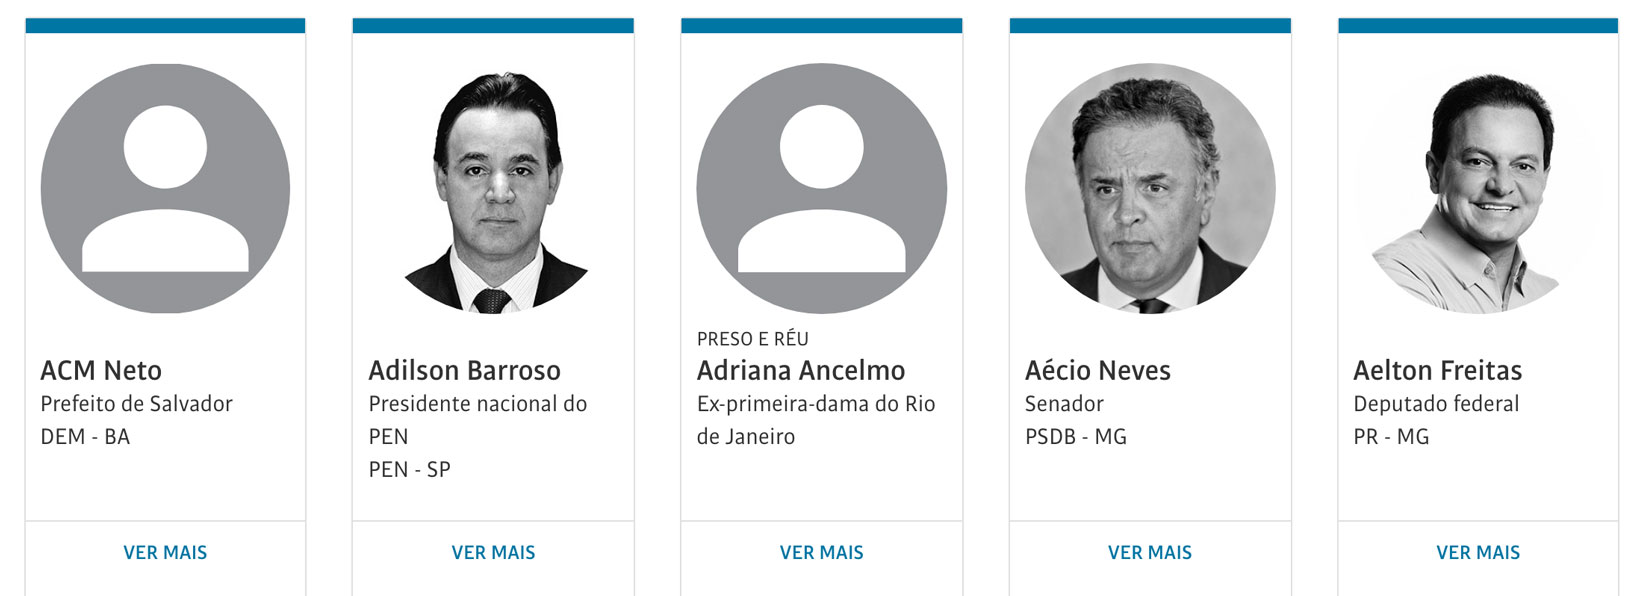 ACM Neto
Prefeito de Salvador
DEM - BA
VER MAIS
Adilson Barroso
Presidente nacional do
PEN
PEN - SP
VER MAIS
PRESO E RÉU
Adriana Ancelmo
Ex-primeira-dama do Rio
de Janeiro
VER MAIS
Aécio Neves
Senador
PSDB - MG
VER MAIS
Aelton Freitas
Deputado federal
PR - MG
VER MAIS